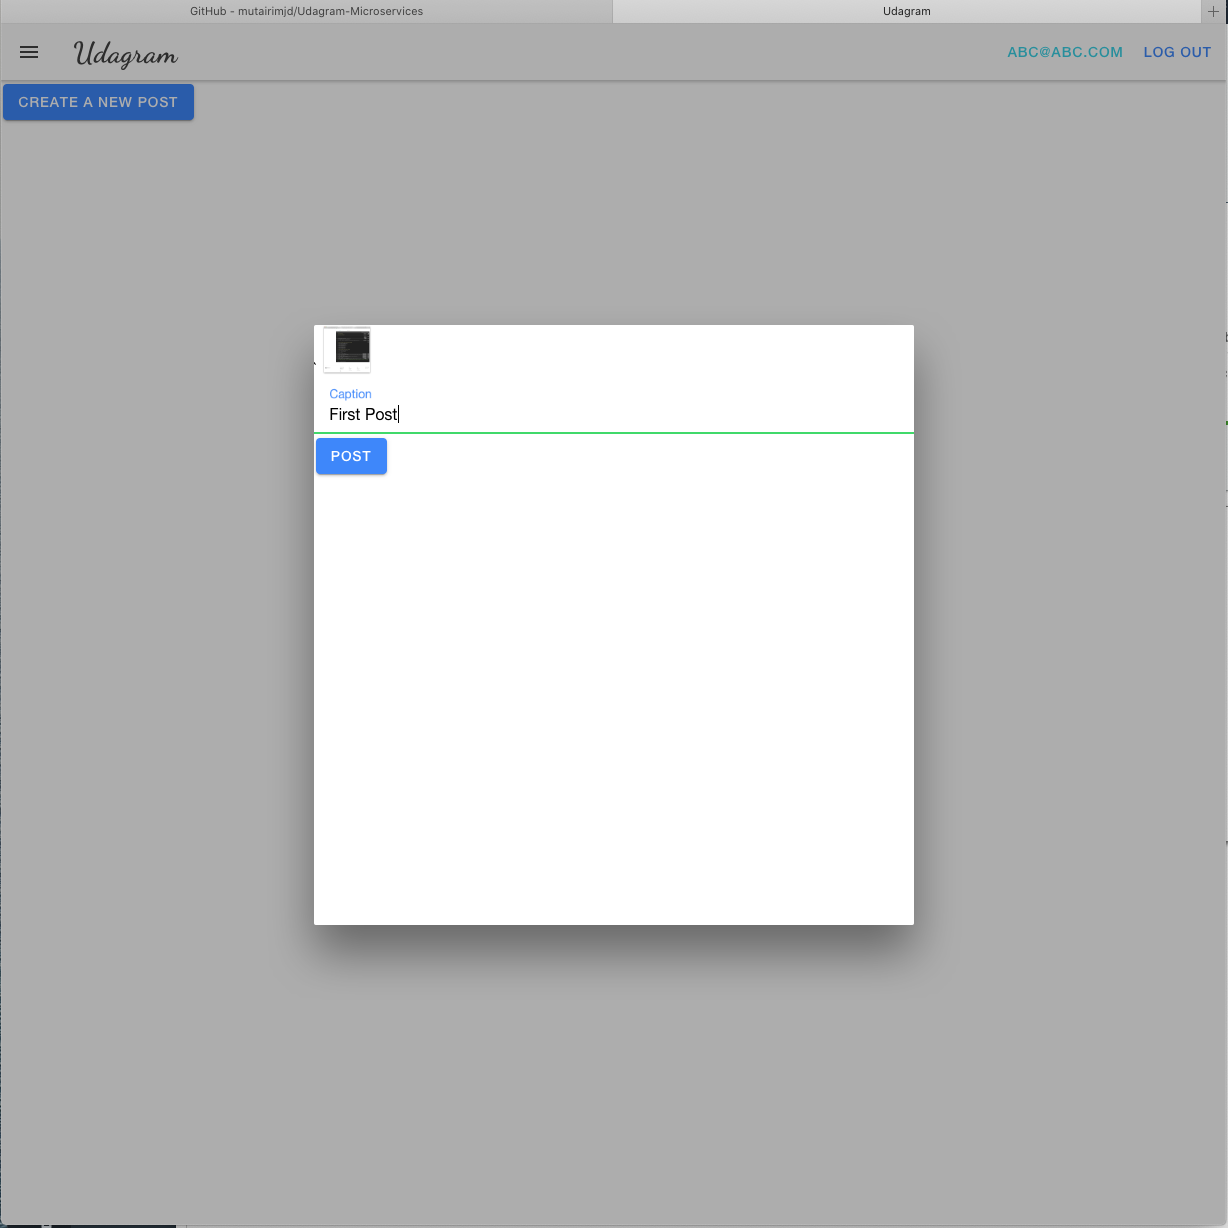 GitHub - mutairimjd/Udagram-Microservices
Udagram
Udagram
ABC@ABC.COM
LOG OUT
CREATE A NEW POST
Caption
First Post
POST